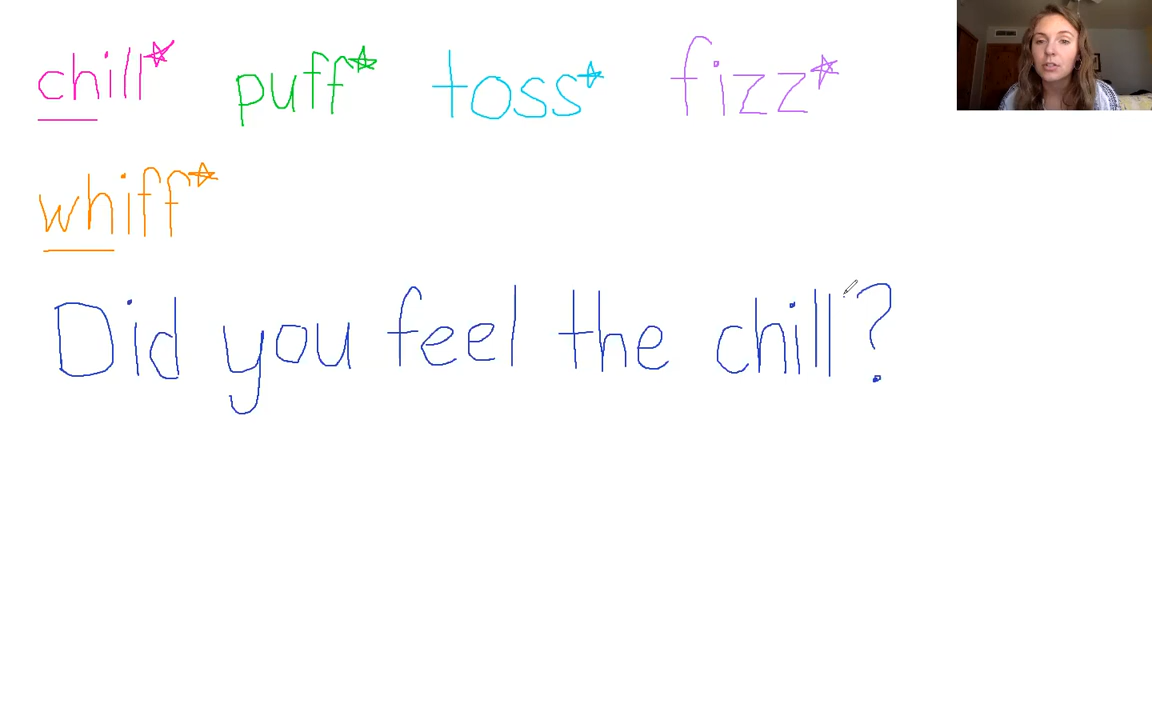 chill* puff* toss* fizz*
whiff*
Did you feel the chill?